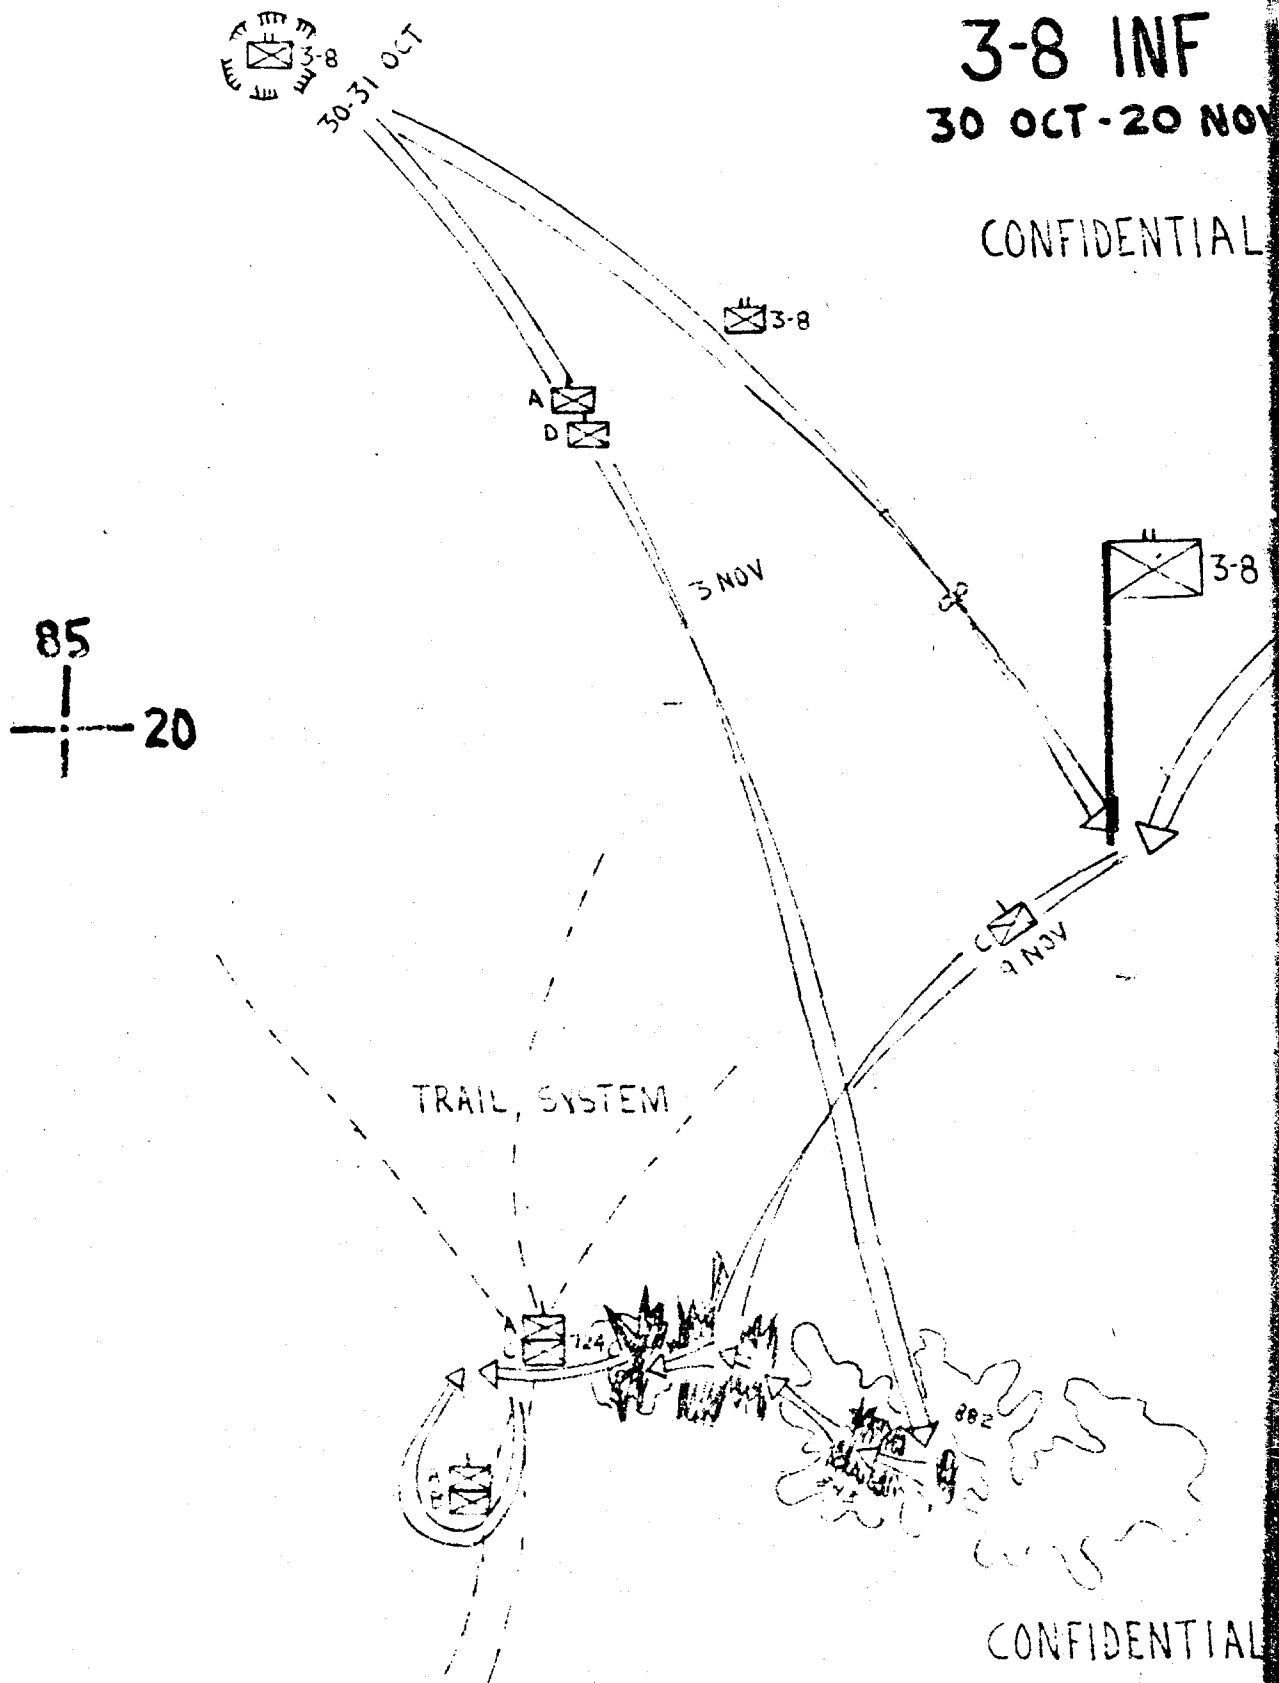 3-8 INF
30 OCT-20 NOV
CONFIDENTIAL
3-8
30-31 OCT
3-8
A
D
3 NOV
3-8
85
20
C
9 NOV
TRAIL SYSTEM
A
C
724
882
A
CONFIDENTIAL